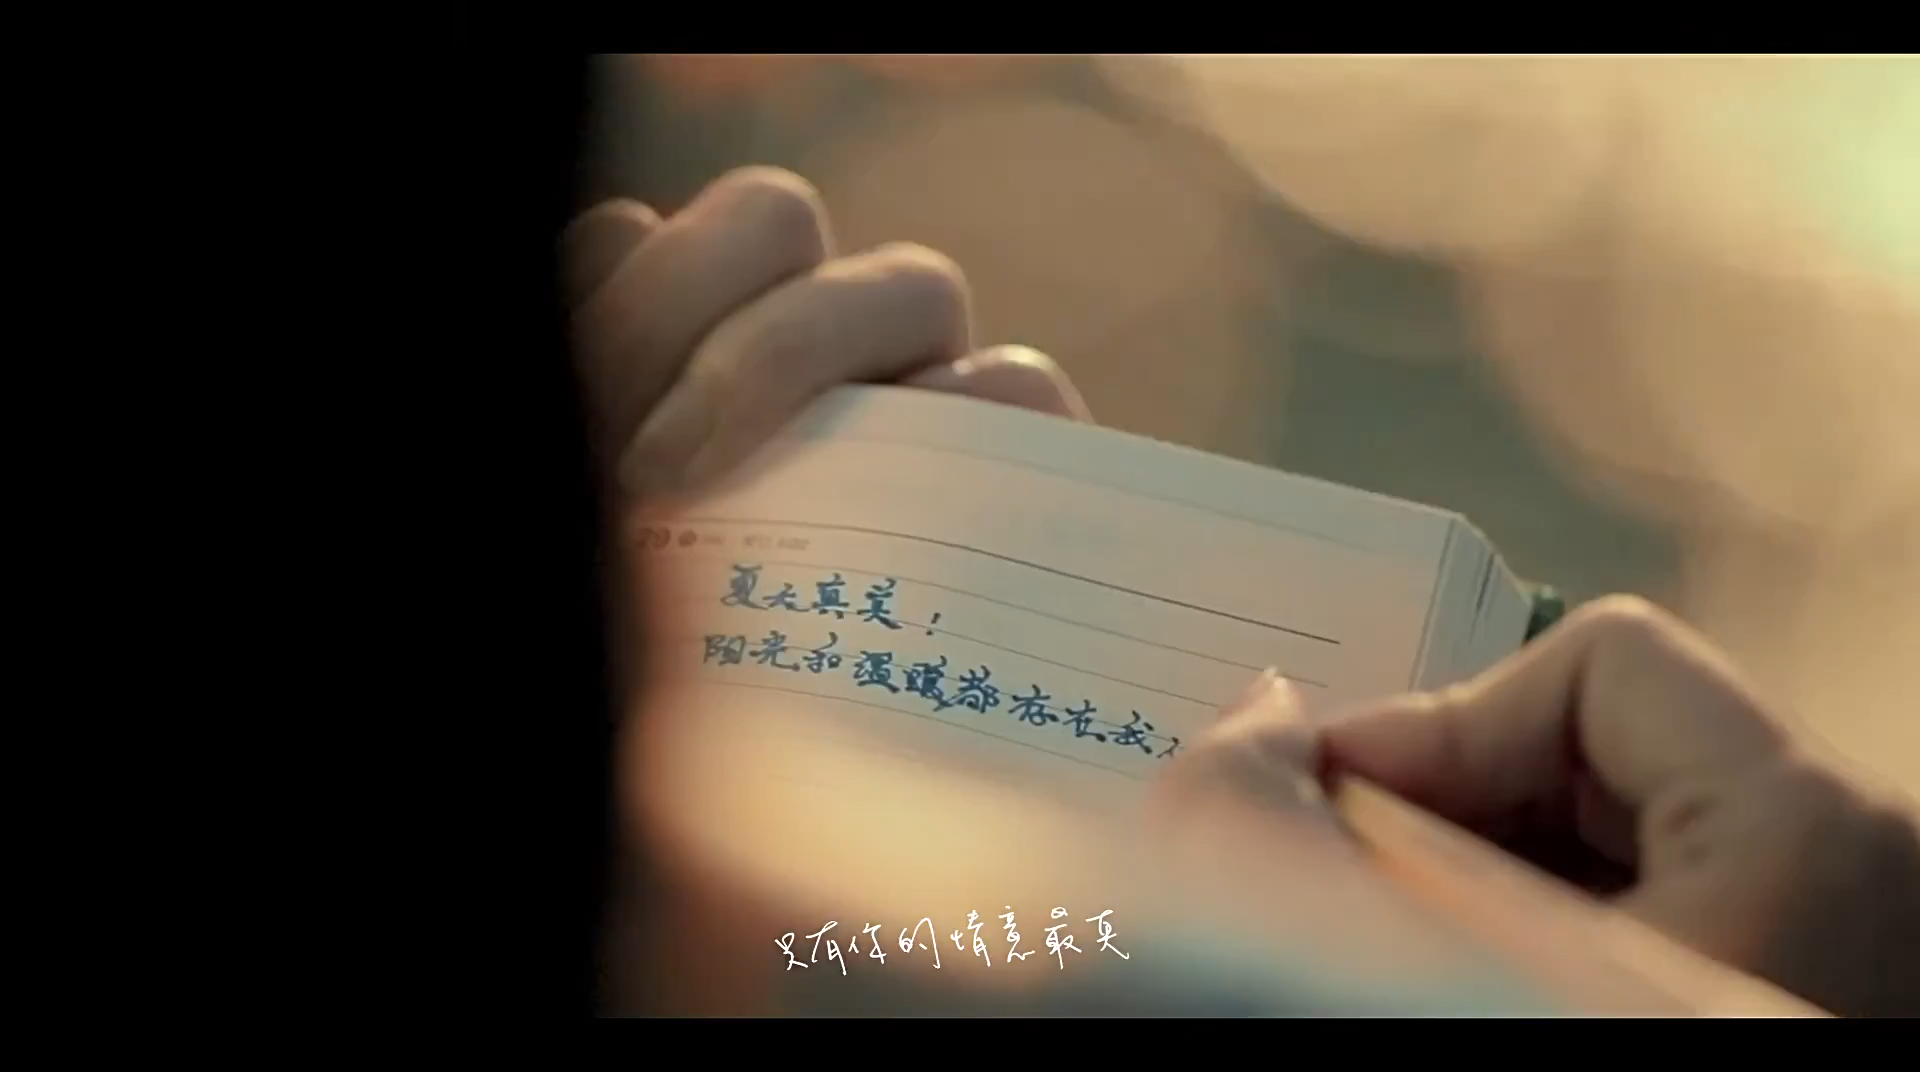 夏天真美！
阳光和温暖都存在我
只有你的情意最真